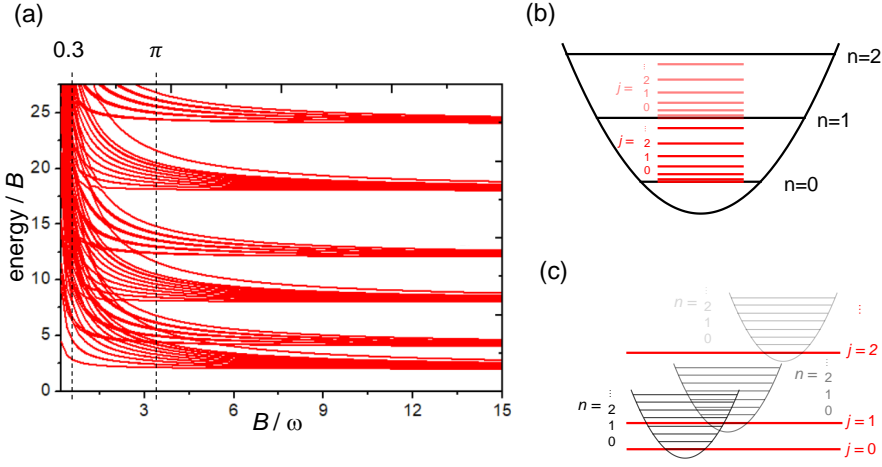 (a)
0.3
π
energy / B
25
20
15
10
5
0
3
6
9
12
15
B / ω
(b)
n=2
n=1
n=0
j =
⋮
2
1
0
j =
⋮
2
1
0
(c)
n =
⋮
2
1
0
n =
⋮
2
1
0
n =
⋮
2
1
0
⋮
j = 2
j = 1
j = 0